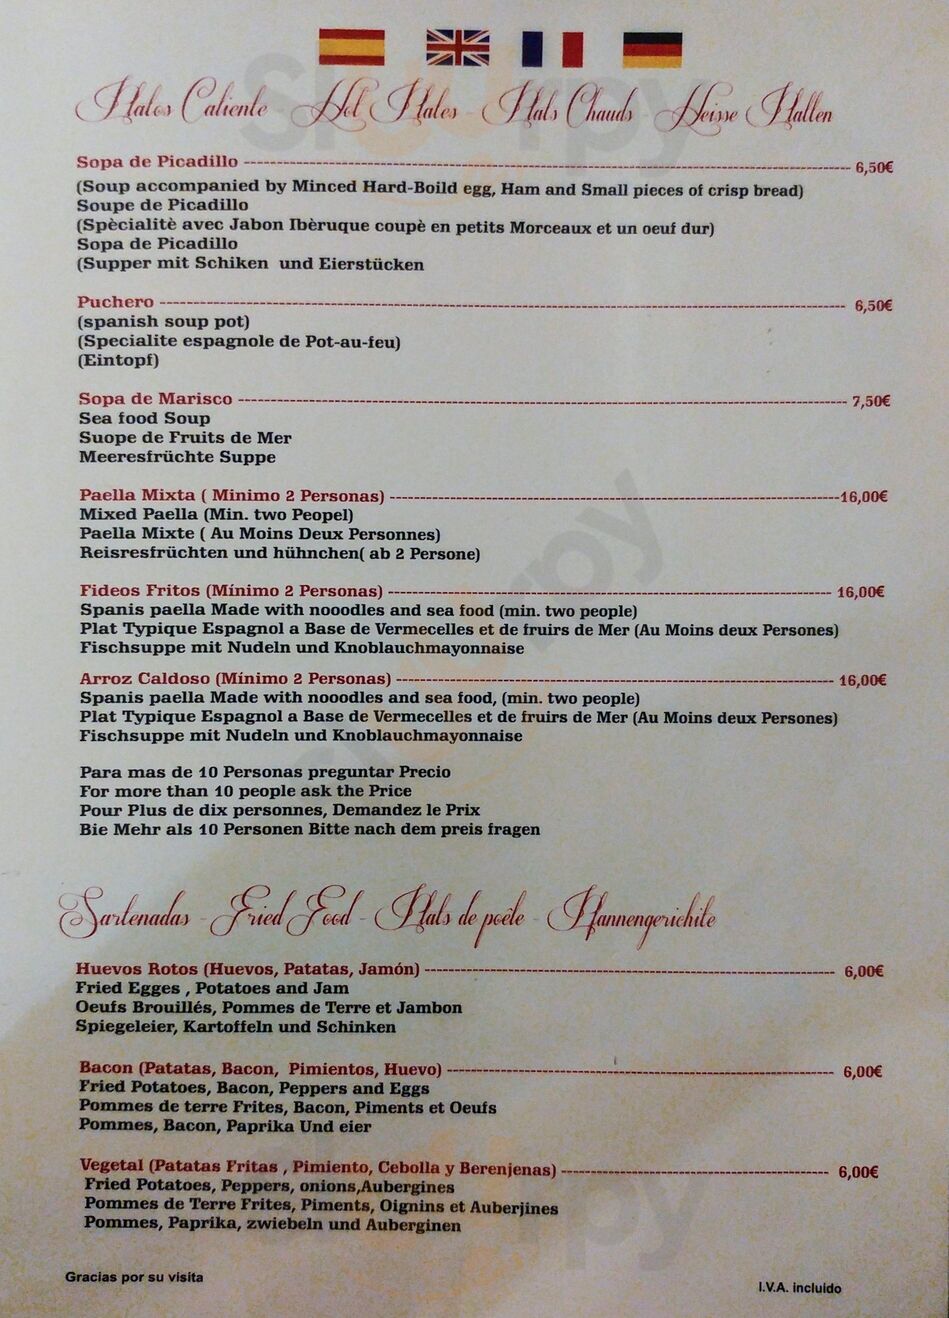 Platos Caliente - Hot Plates - Plats Chauds - Heisse Platten
Sopa de Picadillo ---------- 6,50€
(Soup accompanied by Minced Hard-Boild egg, Ham and Small pieces of crisp bread)
Soupe de Picadillo
(Spècialitè avec Jabon Ibèruque coupè en petits Morceaux et un oeuf dur)
Sopa de Picadillo
(Supper mit Schiken und Eierstücken
Puchero ---------- 6,50€
(spanish soup pot)
(Specialite espagnole de Pot-au-feu)
(Eintopf)
Sopa de Marisco ---------- 7,50€
Sea food Soup
Suope de Fruits de Mer
Meeresfrüchte Suppe
Paella Mixta ( Minimo 2 Personas) ----------16,00€
Mixed Paella (Min. two Peopel)
Paella Mixte ( Au Moins Deux Personnes)
Reisresfrüchten und hühnchen( ab 2 Persone)
Fideos Fritos (Mínimo 2 Personas) ---------- 16,00€
Spanis paella Made with nooodles and sea food (min. two people)
Plat Typique Espagnol a Base de Vermecelles et de fruirs de Mer (Au Moins deux Persones)
Fischsuppe mit Nudeln und Knoblauchmayonnaise
Arroz Caldoso (Mínimo 2 Personas) ---------- 16,00€
Spanis paella Made with nooodles and sea food, (min. two people)
Plat Typique Espagnol a Base de Vermecelles et de fruirs de Mer (Au Moins deux Persones)
Fischsuppe mit Nudeln und Knoblauchmayonnaise
Para mas de 10 Personas preguntar Precio
For more than 10 people ask the Price
Pour Plus de dix personnes, Demandez le Prix
Bie Mehr als 10 Personen Bitte nach dem preis fragen
Sartenadas - Fried Food - Plats de poêle - Pfannengerichite
Huevos Rotos (Huevos, Patatas, Jamón) ---------- 6,00€
Fried Egges , Potatoes and Jam
Oeufs Brouillés, Pommes de Terre et Jambon
Spiegeleier, Kartoffeln und Schinken
Bacon (Patatas, Bacon, Pimientos, Huevo) ---------- 6,00€
Fried Potatoes, Bacon, Peppers and Eggs
Pommes de terre Frites, Bacon, Piments et Oeufs
Pommes, Bacon, Paprika Und eier
Vegetal (Patatas Fritas , Pimiento, Cebolla y Berenjenas) ---------- 6,00€
Fried Potatoes, Peppers, onions,Aubergines
Pommes de Terre Frites, Piments, Oignins et Auberjines
Pommes, Paprika, zwiebeln und Auberginen
Gracias por su visita
I.V.A. incluido